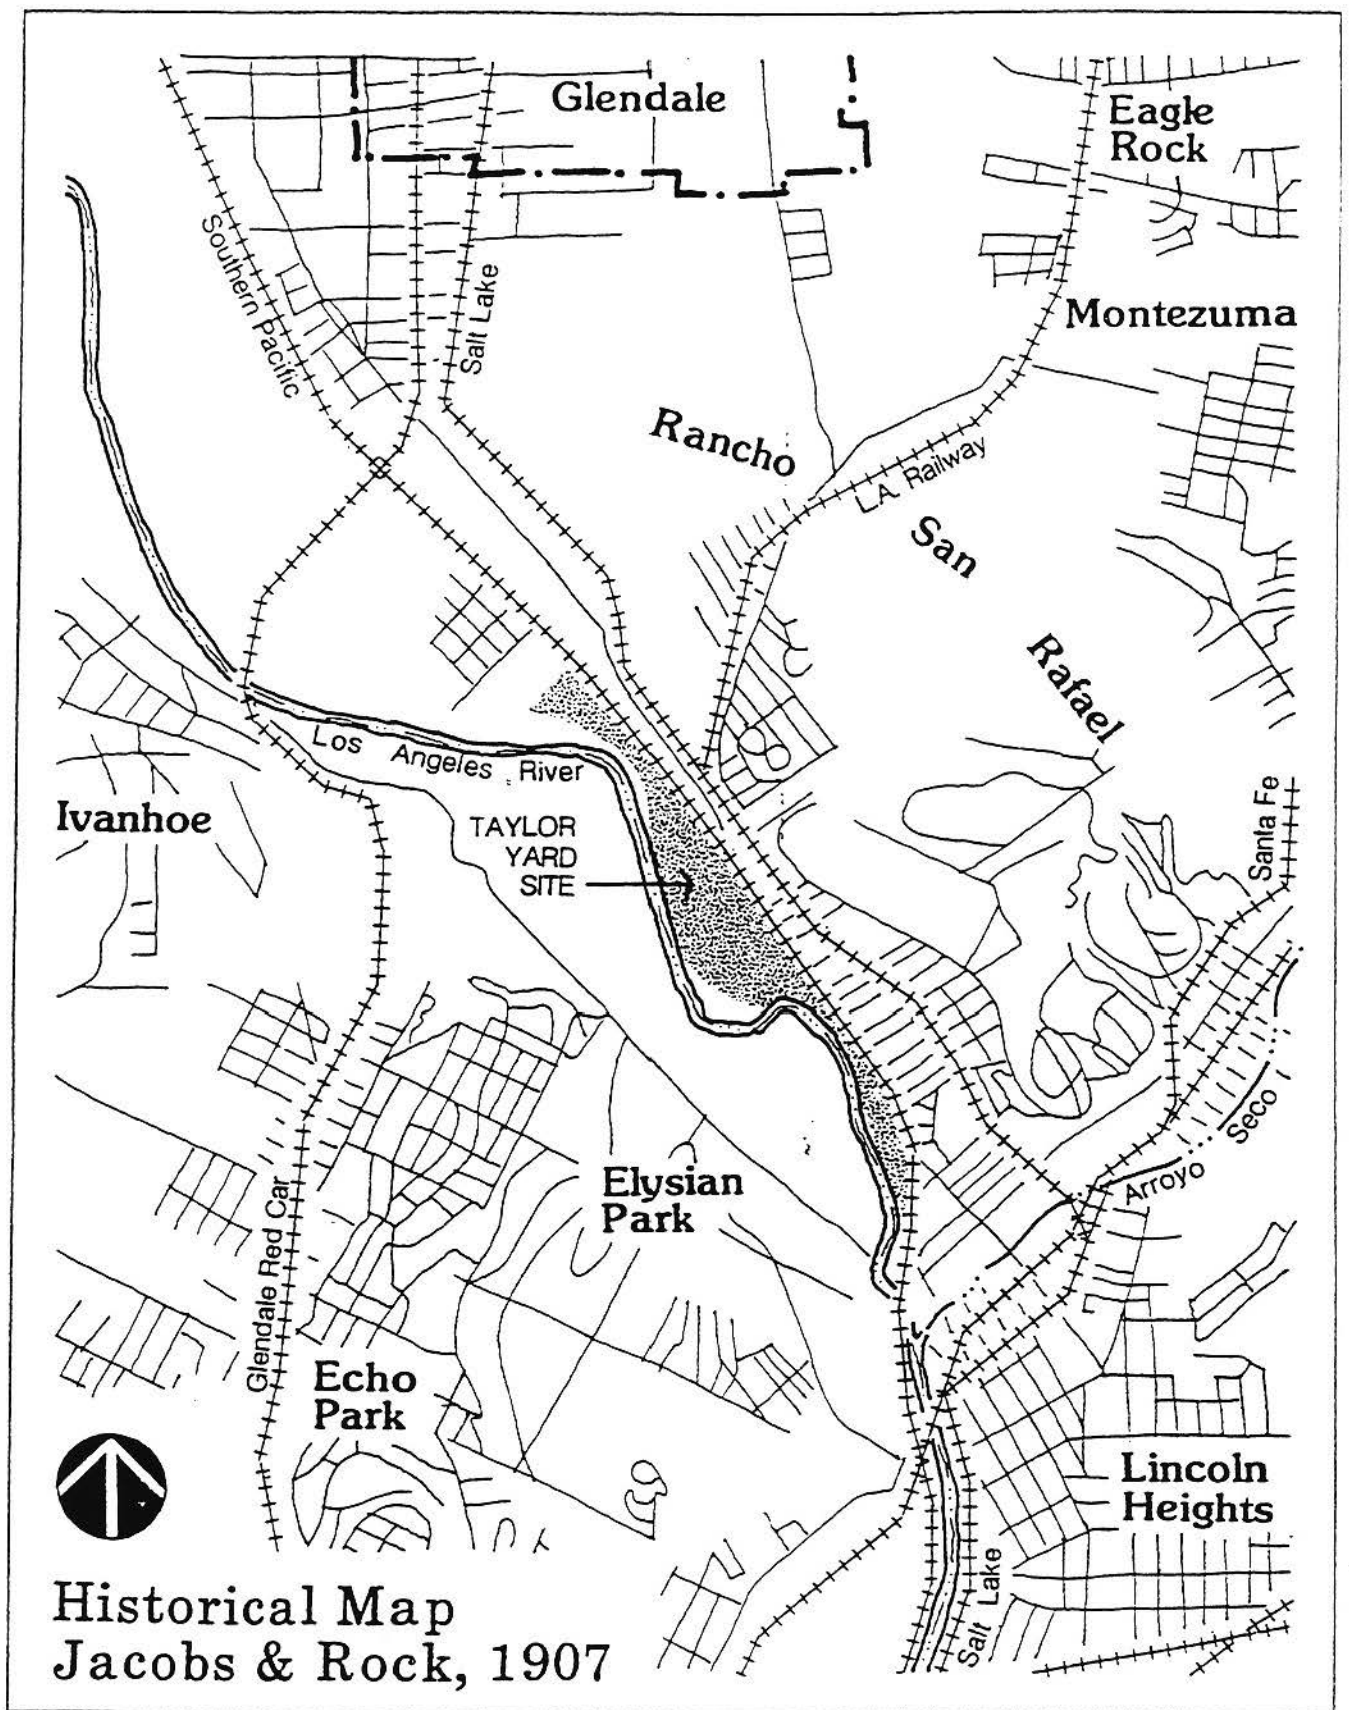 Glendale
Eagle
Rock
Southern Pacific
Salt Lake
Montezuma
Rancho
L.A. Railway
San
Rafael
Los Angeles River
Ivanhoe
TAYLOR
YARD
SITE
Santa Fe
Seco
Arroyo
Elysian
Park
Glendale Red Car
Echo
Park
Lincoln
Heights
Salt Lake
Historical Map
Jacobs & Rock, 1907